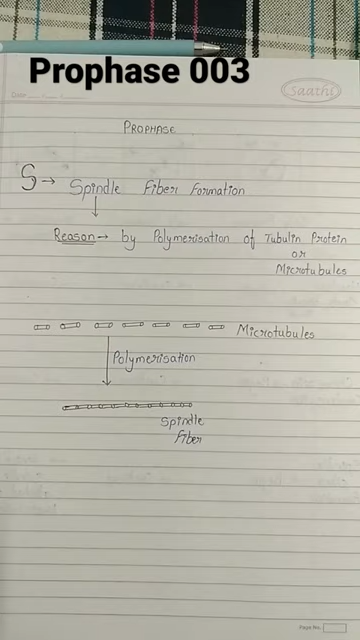 Prophase 003
Saathi
Date
PROPHASE
S → Spindle Fiber Formation
Reason → by Polymerisation of Tubulin Protein
or
Microtubules
Microtubules
Polymerisation
Spindle
Fiber
Page No.